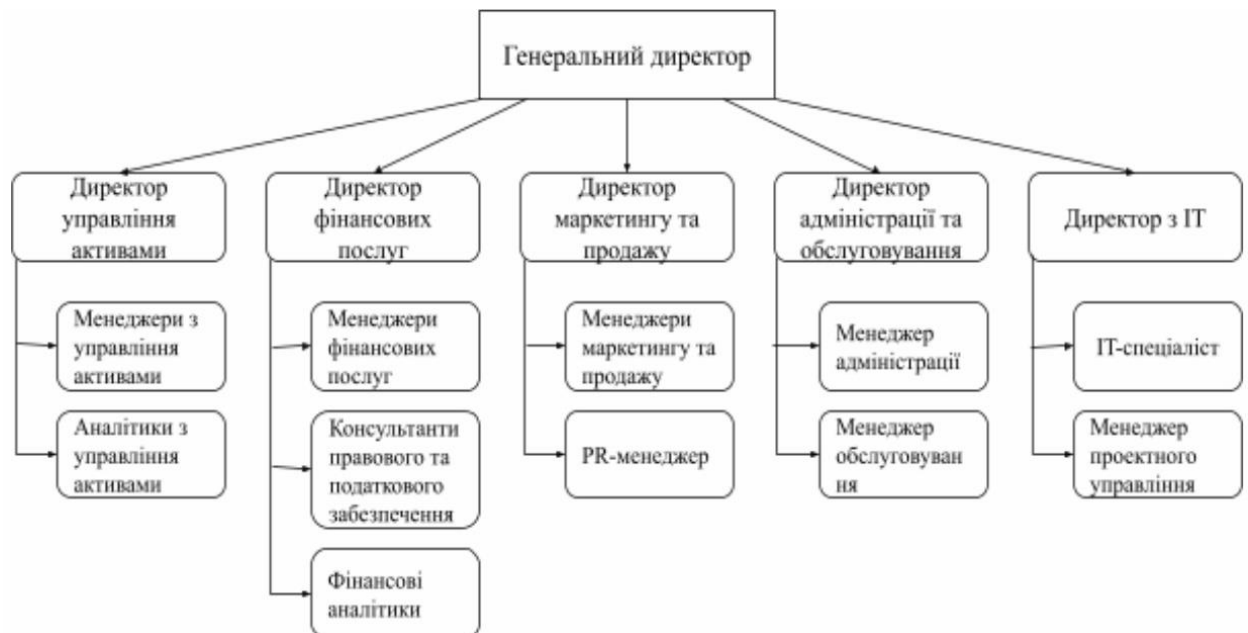 Генеральний директор
Директор
управління
активами
Директор
фінансових
послуг
Директор
маркетингу та
продажу
Директор
адміністрації та
обслуговування
Директор з ІТ
Менеджери з
управління
активами
Менеджери
фінансових
послуг
Менеджери
маркетингу та
продажу
Менеджер
адміністрації
ІТ-спеціаліст
Аналітики з
управління
активами
Консультанти
правового та
податкового
забезпечення
PR-менеджер
Менеджер
обслуговуван
ня
Менеджер
проектного
управління
Фінансові
аналітики